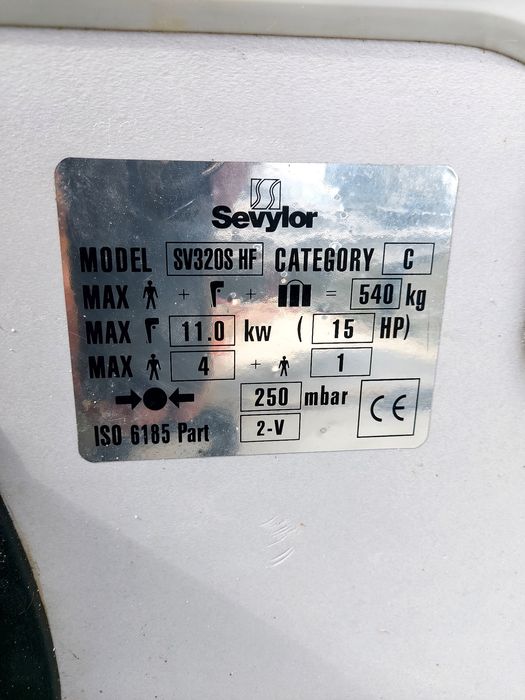 Sevylor
MODEL SV320S HF CATEGORY C
MAX + + = 540 kg
MAX 11.0 kw ( 15 HP)
MAX 4 + 1
250 mbar
ISO 6185 Part 2-V CE